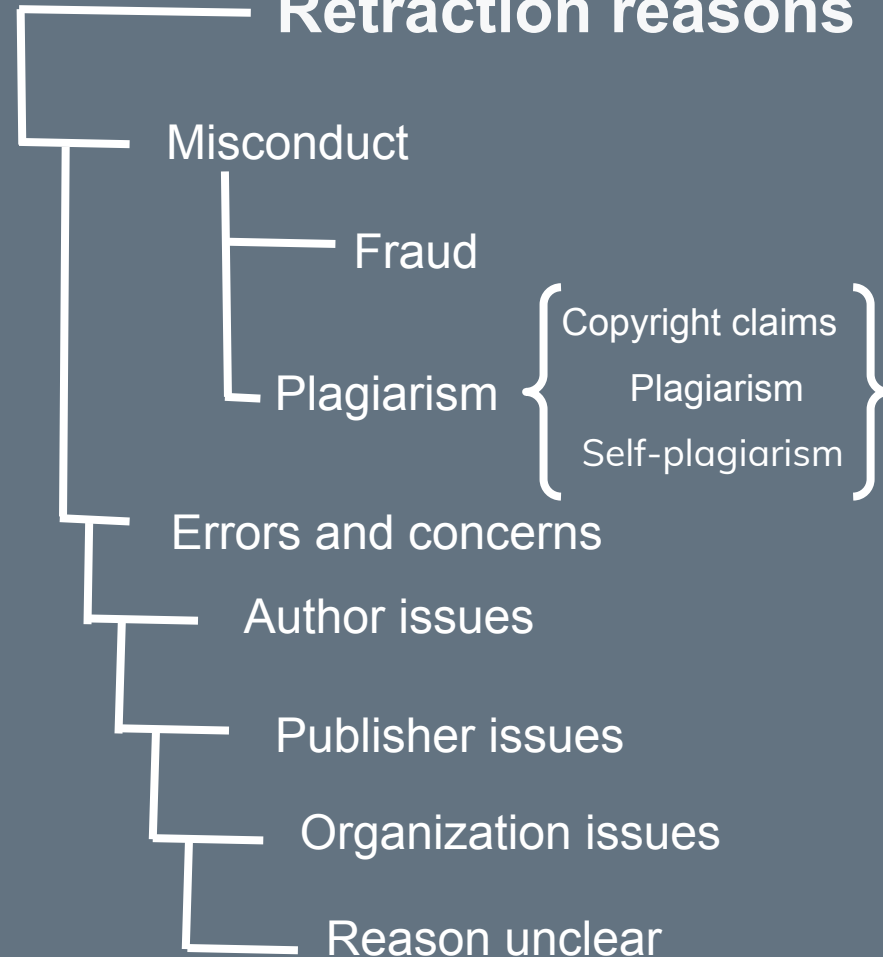 Retraction reasons
Misconduct
Fraud
Copyright claims
Plagiarism
Plagiarism
Self-plagiarism
Errors and concerns
Author issues
Publisher issues
Organization issues
Reason unclear